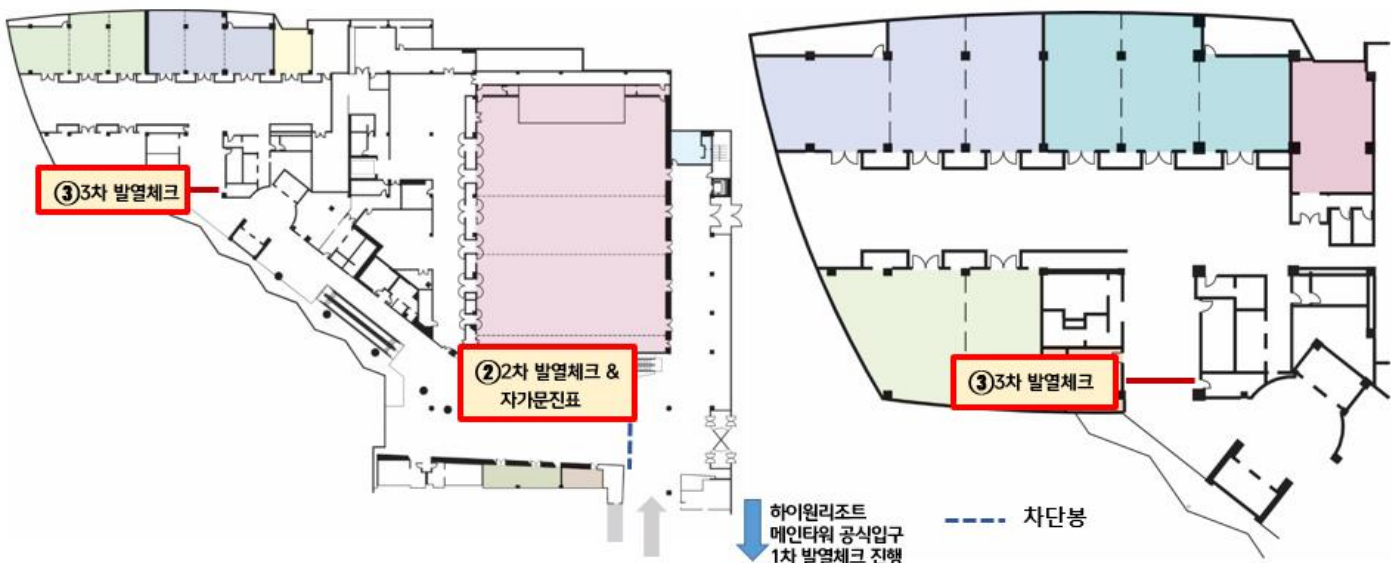 ③3차 발열체크
②2차 발열체크 &
자가문진표
③3차 발열체크
하이원리조트
메인타워 공식입구
1차 발열체크 진행
차단봉